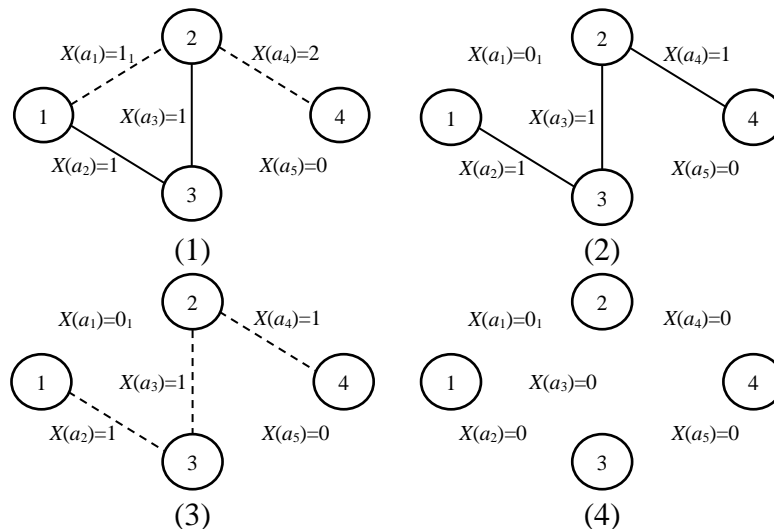 2
X(a₁)=1₁
X(a₄)=2
1
X(a₃)=1
4
X(a₂)=1
X(a₅)=0
3
(1)
2
X(a₁)=0₁
X(a₄)=1
1
X(a₃)=1
4
X(a₂)=1
X(a₅)=0
3
(2)
2
X(a₁)=0₁
X(a₄)=1
1
X(a₃)=1
4
X(a₂)=1
X(a₅)=0
3
(3)
2
X(a₁)=0₁
X(a₄)=0
1
X(a₃)=0
4
X(a₂)=0
X(a₅)=0
3
(4)